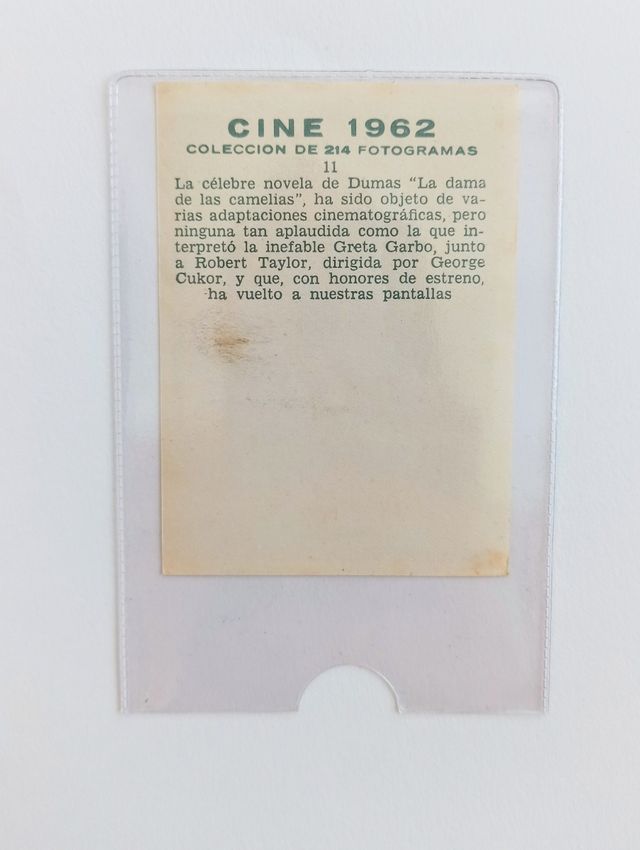 CINE 1962
COLECCION DE 214 FOTOGRAMAS
11
La célebre novela de Dumas "La dama
de las camelias", ha sido objeto de va-
rias adaptaciones cinematográficas, pero
ninguna tan aplaudida como la que in-
terpretó la inefable Greta Garbo, junto
a Robert Taylor, dirigida por George
Cukor, y que, con honores de estreno,
ha vuelto a nuestras pantallas